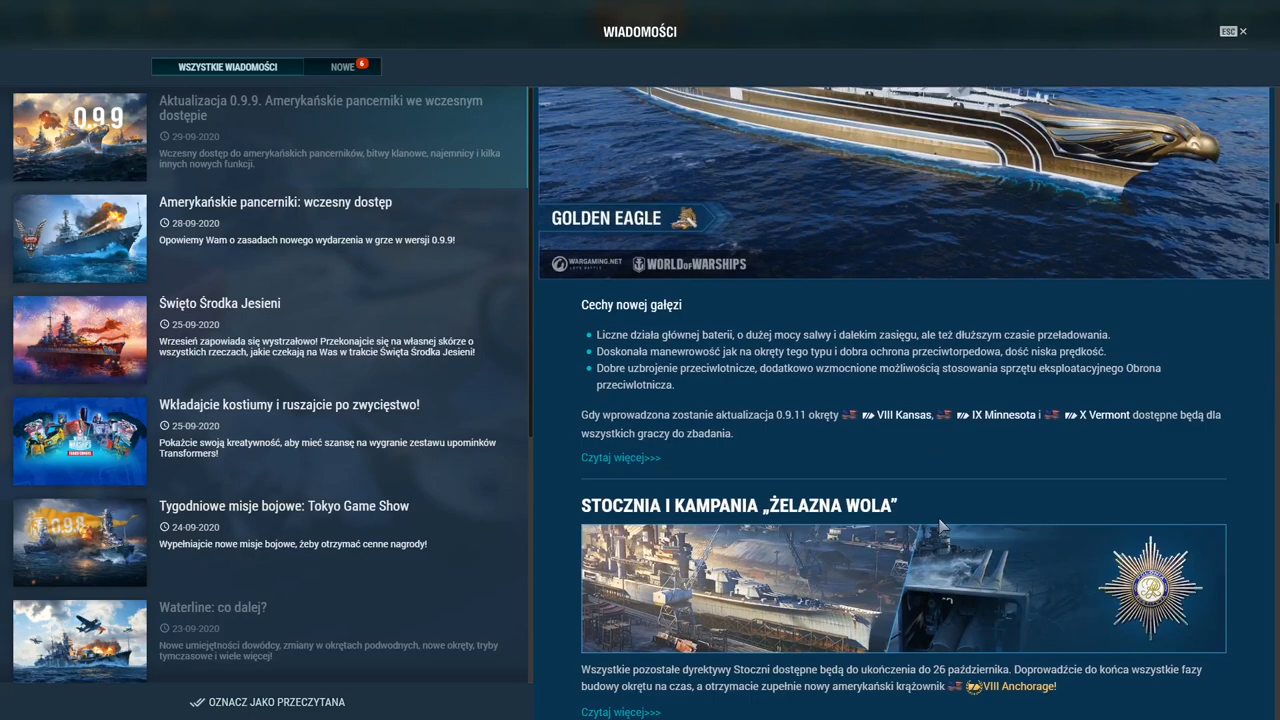 WIADOMOŚCI
ESC ×
WSZYSTKIE WIADOMOŚCI
NOWE
6
0.9.9
Aktualizacja 0.9.9. Amerykańskie pancerniki we wczesnym
dostępie
29-09-2020
Wczesny dostęp do amerykańskich pancerników, bitwy klanowe, najemnicy i kilka
innych nowych funkcji.
Amerykańskie pancerniki: wczesny dostęp
28-09-2020
Opowiemy Wam o zasadach nowego wydarzenia w grze w wersji 0.9.9!
Święto Środka Jesieni
25-09-2020
Wrzesień zapowiada się wystrzałowo! Przekonajcie się na własnej skórze o
wszystkich rzeczach, jakie czekają na Was w trakcie Święta Środka Jesieni!
Wkładajcie kostiumy i ruszajcie po zwycięstwo!
25-09-2020
Pokażcie swoją kreatywność, aby mieć szansę na wygranie zestawu upominków
Transformers!
0.9.8
Tygodniowe misje bojowe: Tokyo Game Show
24-09-2020
Wypełniajcie nowe misje bojowe, żeby otrzymać cenne nagrody!
Waterline: co dalej?
23-09-2020
Nowe umiejętności dowódcy, zmiany w okrętach podwodnych, nowe okręty, tryby
tymczasowe i wiele więcej!
OZNACZ JAKO PRZECZYTANA
GOLDEN EAGLE
WARGAMING.NET
LET'S BATTLE
WORLD OF WARSHIPS
Cechy nowej gałęzi
Liczne działa głównej baterii, o dużej mocy salwy i dalekim zasięgu, ale też dłuższym czasie przeładowania.
Doskonała manewrowość jak na okręty tego typu i dobra ochrona przeciwtorpedowa, dość niska prędkość.
Dobre uzbrojenie przeciwlotnicze, dodatkowo wzmocnione możliwością stosowania sprzętu eksploatacyjnego Obrona
przeciwlotnicza.
Gdy wprowadzona zostanie aktualizacja 0.9.11 okręty VIII Kansas, IX Minnesota i X Vermont dostępne będą dla
wszystkich graczy do zbadania.
Czytaj więcej>>>
STOCZNIA I KAMPANIA „ŻELAZNA WOLA”
Wszystkie pozostałe dyrektywy Stoczni dostępne będą do ukończenia do 26 października. Doprowadźcie do końca wszystkie fazy
budowy okrętu na czas, a otrzymacie zupełnie nowy amerykański krążownik VIII Anchorage!
Czytaj więcej>>>